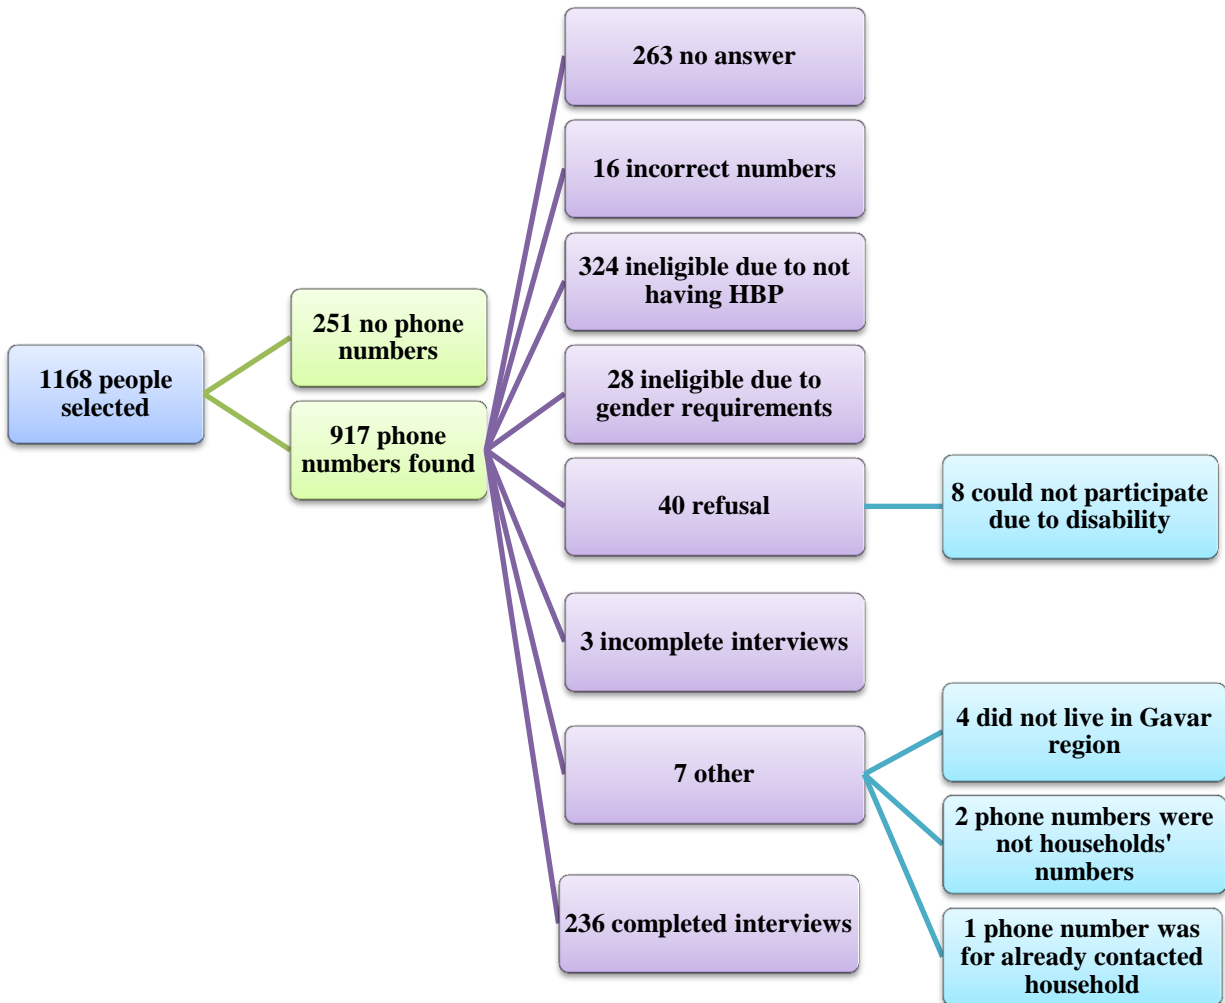 1168 people
selected
251 no phone
numbers
917 phone
numbers found
263 no answer
16 incorrect numbers
324 ineligible due to not
having HBP
28 ineligible due to
gender requirements
40 refusal
8 could not participate
due to disability
3 incomplete interviews
7 other
4 did not live in Gavar
region
2 phone numbers were
not households'
numbers
1 phone number was
for already contacted
household
236 completed interviews